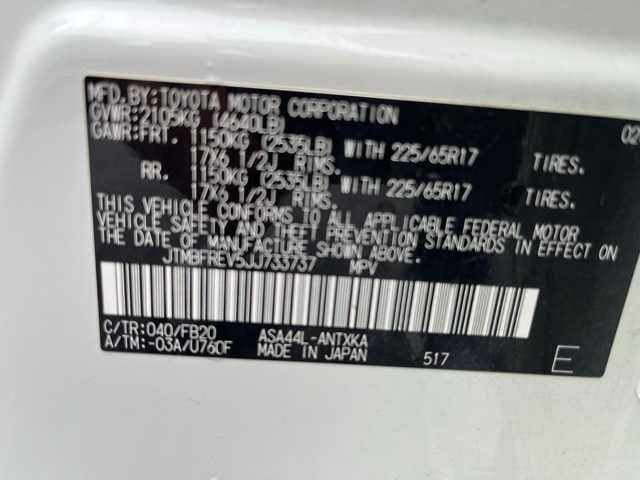 MFD.BY:TOYOTA MOTOR CORPORATION 02
GVWR:2105KG (4640LB)
GAWR:FRT. 1150KG (2535LB) WITH 225/65R17 TIRES.
17X6 1/2J RIMS.
RR. 1150KG (2535LB) WITH 225/65R17 TIRES.
17X6 1/2J RIMS.
THIS VEHICLE CONFORMS TO ALL APPLICABLE FEDERAL MOTOR
VEHICLE SAFETY AND THEFT PREVENTION STANDARDS IN EFFECT ON
THE DATE OF MANUFACTURE SHOWN ABOVE.
JTMBFREV5JJ733737 MPV
C/TR:040/FB20 ASA44L-ANTXKA
A/TM:-03A/U760F MADE IN JAPAN 517 E